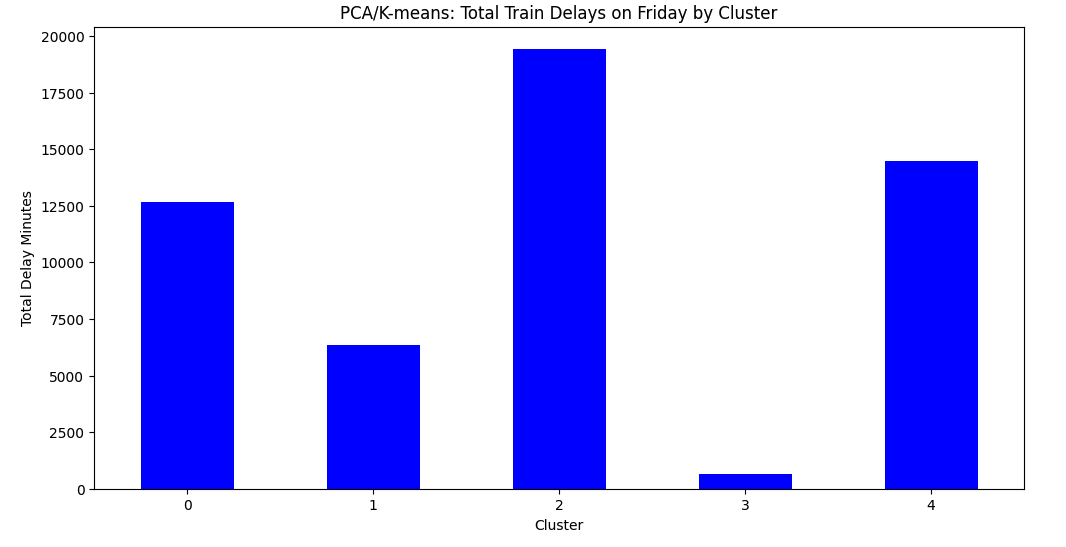 PCA/K-means: Total Train Delays on Friday by Cluster
Total Delay Minutes
20000
17500
15000
12500
10000
7500
5000
2500
0
0 1 2 3 4
Cluster